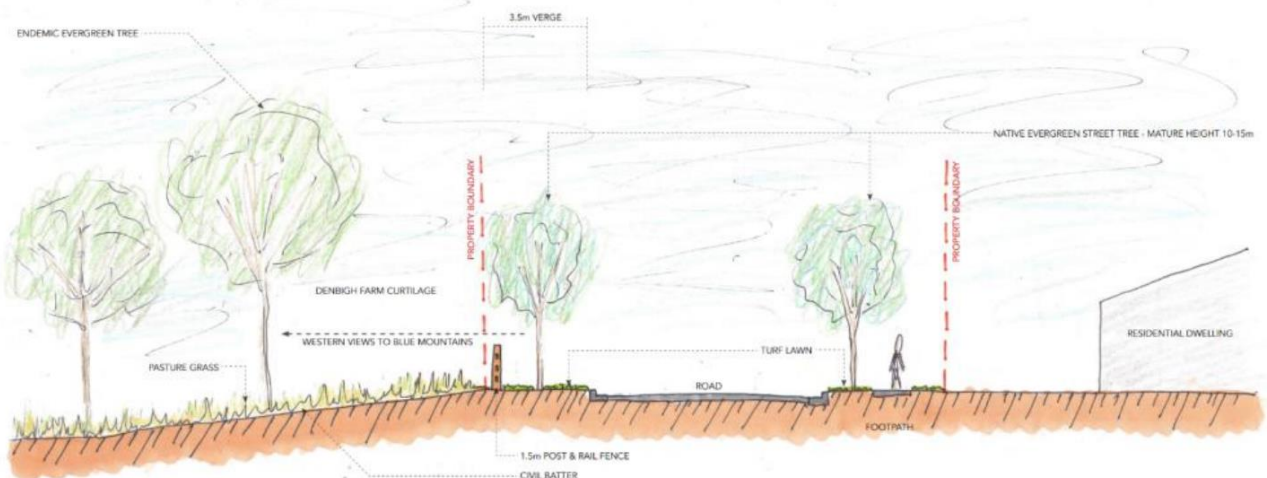 3.5m VERGE
ENDEMIC EVERGREEN TREE
NATIVE EVERGREEN STREET TREE - MATURE HEIGHT 10-15m
PROPERTY BOUNDARY
PROPERTY BOUNDARY
DENBIGH FARM CURTILAGE
WESTERN VIEWS TO BLUE MOUNTAINS
RESIDENTIAL DWELLING
TURF LAWN
PASTURE GRASS
ROAD
FOOTPATH
1.5m POST & RAIL FENCE
CIVIL BATTER